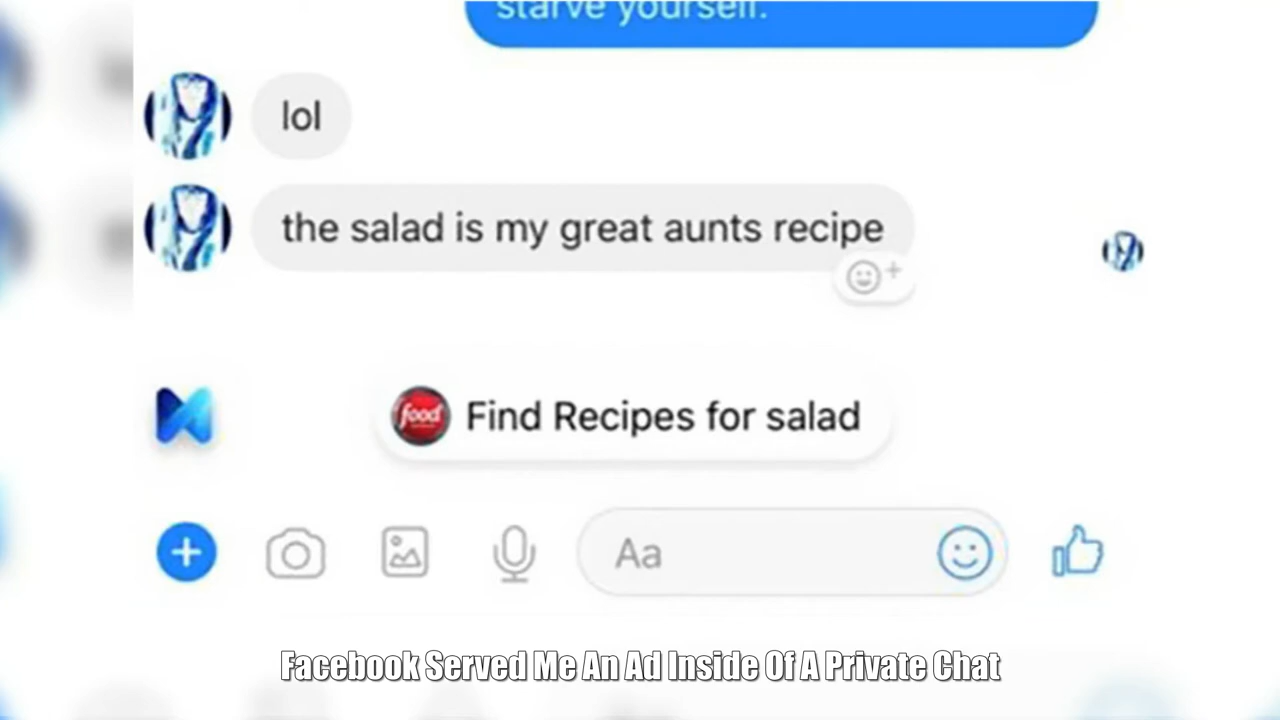 starve yourself.
lol
the salad is my great aunts recipe
food
Find Recipes for salad
Aa
Facebook Served Me An Ad Inside Of A Private Chat